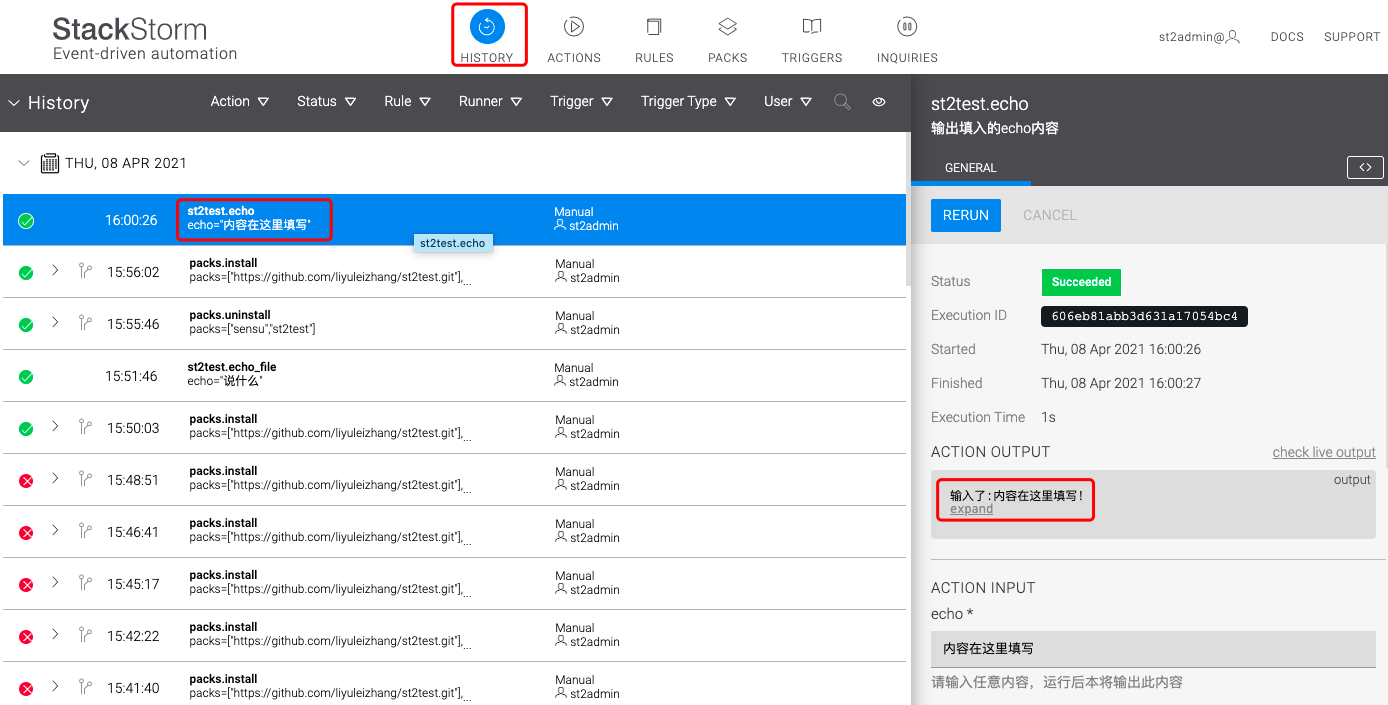 StackStorm
Event-driven automation
HISTORY
ACTIONS
RULES
PACKS
TRIGGERS
INQUIRIES
st2admin@
DOCS
SUPPORT
History
Action
Status
Rule
Runner
Trigger
Trigger Type
User
THU, 08 APR 2021
16:00:26
st2test.echo
echo="内容在这里填写"
Manual
st2admin
st2test.echo
15:56:02
packs.install
packs=["https://github.com/liyuleizhang/st2test.git"],...
Manual
st2admin
15:55:46
packs.uninstall
packs=["sensu","st2test"]
Manual
st2admin
15:51:46
st2test.echo_file
echo="说什么"
Manual
st2admin
15:50:03
packs.install
packs=["https://github.com/liyuleizhang/st2test.git"],...
Manual
st2admin
15:48:51
packs.install
packs=["https://github.com/liyuleizhang/st2test.git"],...
Manual
st2admin
15:46:41
packs.install
packs=["https://github.com/liyuleizhang/st2test.git"],...
Manual
st2admin
15:45:17
packs.install
packs=["https://github.com/liyuleizhang/st2test.git"],...
Manual
st2admin
15:42:22
packs.install
packs=["https://github.com/liyuleizhang/st2test.git"],...
Manual
st2admin
15:41:40
packs.install
packs=["https://github.com/liyuleizhang/st2test.git"],...
Manual
st2admin
st2test.echo
输出填入的echo内容
GENERAL
<>
RERUN
CANCEL
Status
Succeeded
Execution ID
606eb81abb3d631a17054bc4
Started
Thu, 08 Apr 2021 16:00:26
Finished
Thu, 08 Apr 2021 16:00:27
Execution Time
1s
ACTION OUTPUT
check live output
output
输入了:内容在这里填写!
expand
ACTION INPUT
echo *
内容在这里填写
请输入任意内容，运行后本将输出此内容